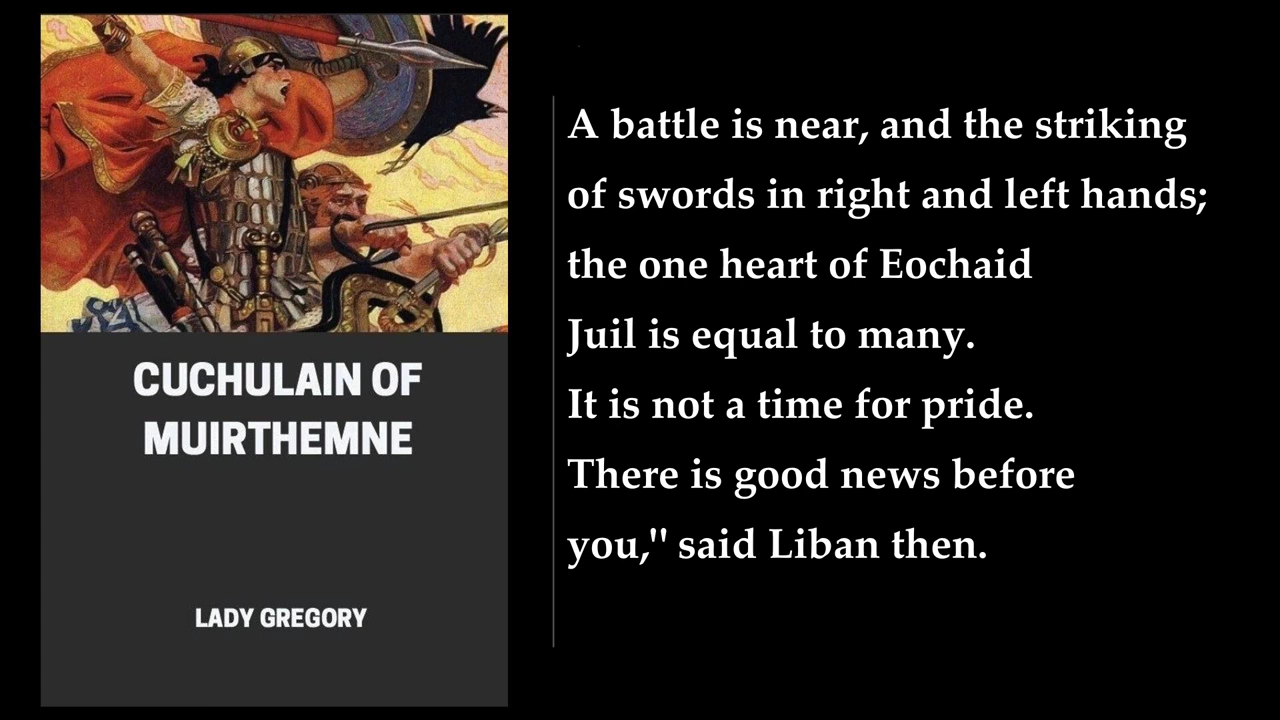 CUCHULAIN OF
MUIRTHEMNE
LADY GREGORY
A battle is near, and the striking
of swords in right and left hands;
the one heart of Eochaid
Juil is equal to many.
It is not a time for pride.
There is good news before
you," said Liban then.